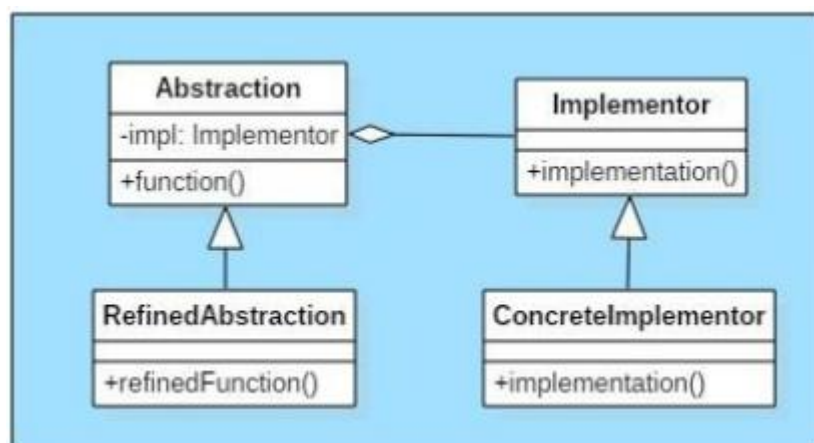 Abstraction
-impl: Implementor
+function()
Implementor
+implementation()
RefinedAbstraction
+refinedFunction()
ConcreteImplementor
+implementation()